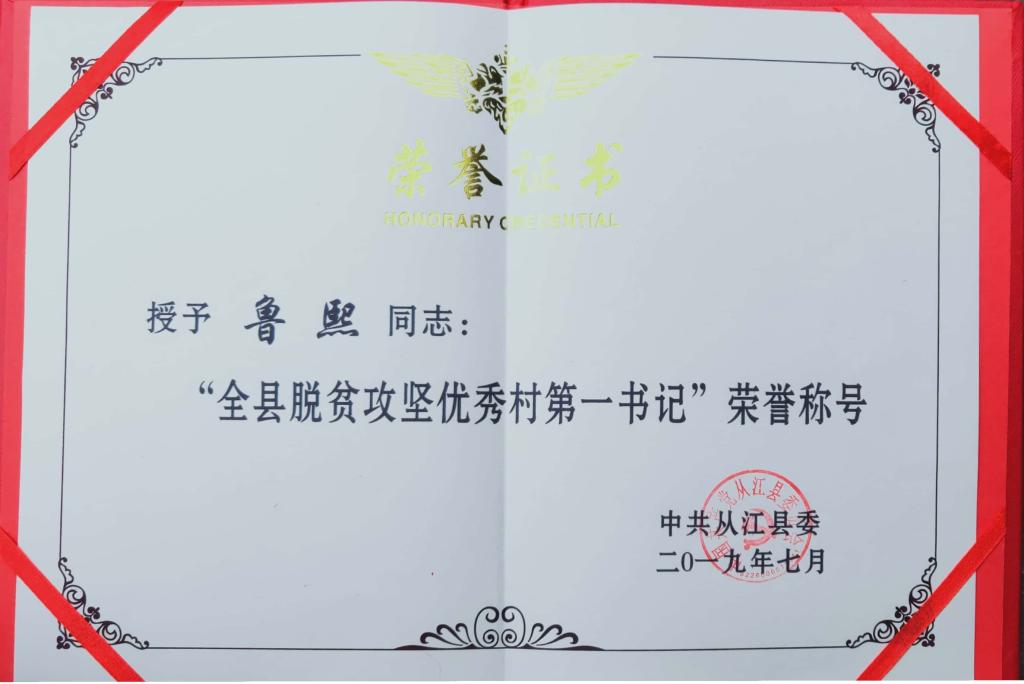 荣誉证书
HONORARY CREDENTIAL
授予 鲁熙 同志：
“全县脱贫攻坚优秀村第一书记”荣誉称号
中共从江县委
二〇一九年七月